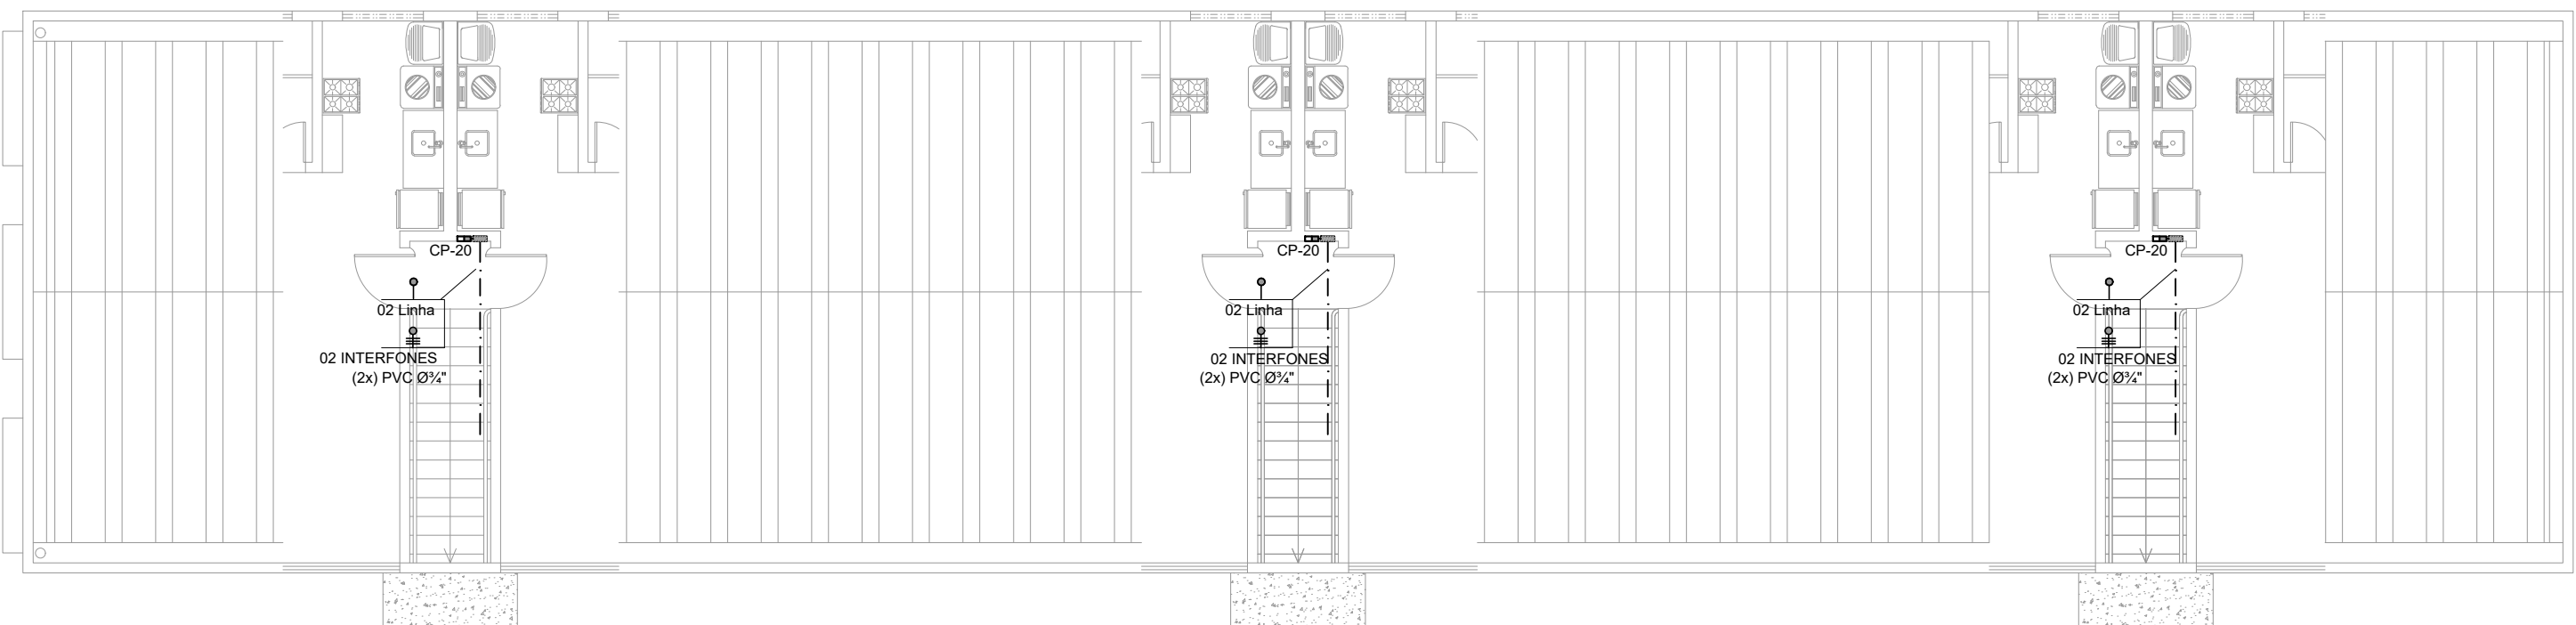 CP-20
02 Linha
02 INTERFONES
(2x) PVC Ø¾"
CP-20
02 Linha
02 INTERFONES
(2x) PVC Ø¾"
CP-20
02 Linha
02 INTERFONES
(2x) PVC Ø¾"